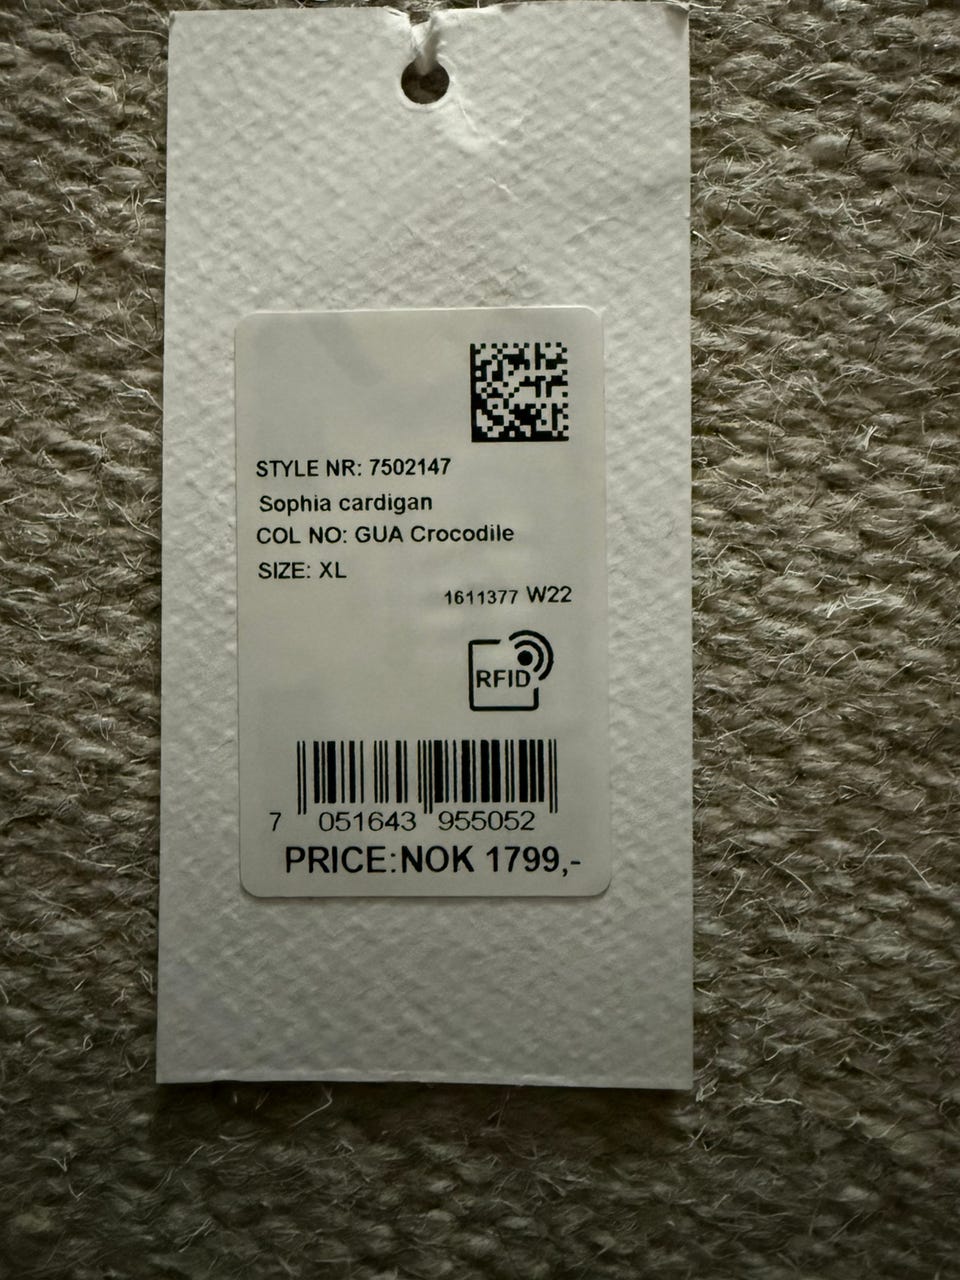 STYLE NR: 7502147
Sophia cardigan
COL NO: GUA Crocodile
SIZE: XL
1611377 W22
RFID
7 051643 955052
PRICE:NOK 1799,-